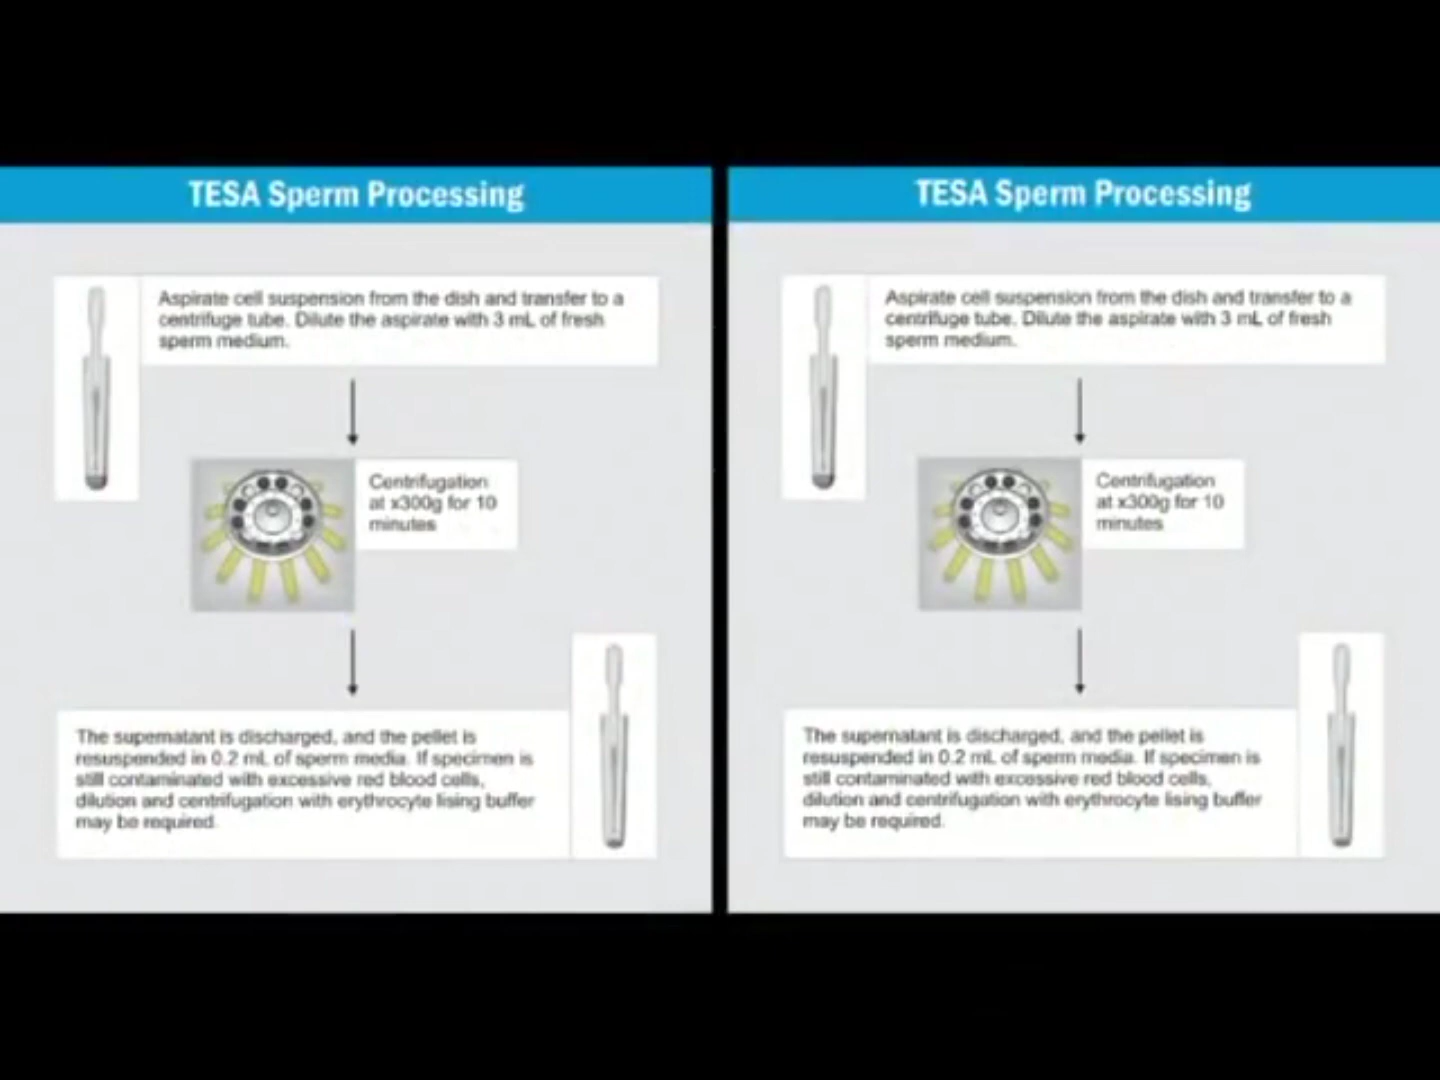 TESA Sperm Processing
Aspirate cell suspension from the dish and transfer to a
centrifuge tube. Dilute the aspirate with 3 mL of fresh
sperm medium.
Centrifugation
at x300g for 10
minutes
The supernatant is discharged, and the pellet is
resuspended in 0.2 mL of sperm media. If specimen is
still contaminated with excessive red blood cells,
dilution and centrifugation with erythrocyte lising buffer
may be required.
TESA Sperm Processing
Aspirate cell suspension from the dish and transfer to a
centrifuge tube. Dilute the aspirate with 3 mL of fresh
sperm medium.
Centrifugation
at x300g for 10
minutes
The supernatant is discharged, and the pellet is
resuspended in 0.2 mL of sperm media. If specimen is
still contaminated with excessive red blood cells,
dilution and centrifugation with erythrocyte lising buffer
may be required.